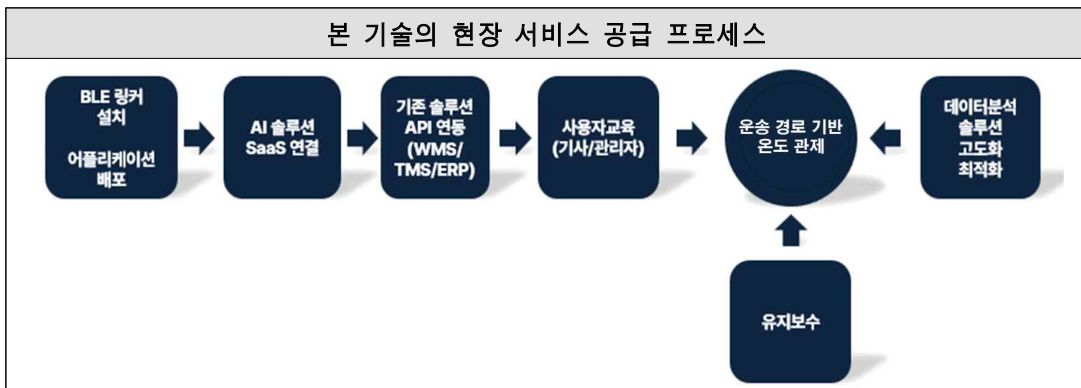 본 기술의 현장 서비스 공급 프로세스
BLE 링커
설치
어플리케이션
배포
AI 솔루션
SaaS 연결
기존 솔루션
API 연동
(WMS/
TMS/ERP)
사용자교육
(기사/관리자)
운송 경로 기반
온도 관제
데이터분석
솔루션
고도화
최적화
유지보수